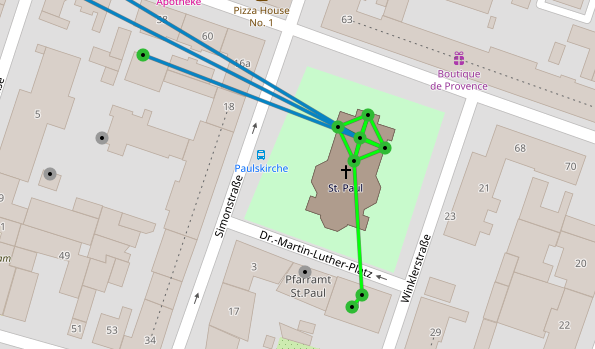 Apotheke
Pizza House
No. 1
63
58
60
16a
Boutique
de Provence
18
5
68
70
Paulskirche
St. Paul
21
23
Simonstraße
Dr.-Martin-Luther-Platz
Winklerstraße
49
3
Pfarramt
St.Paul
20
17
51
53
34
29
22